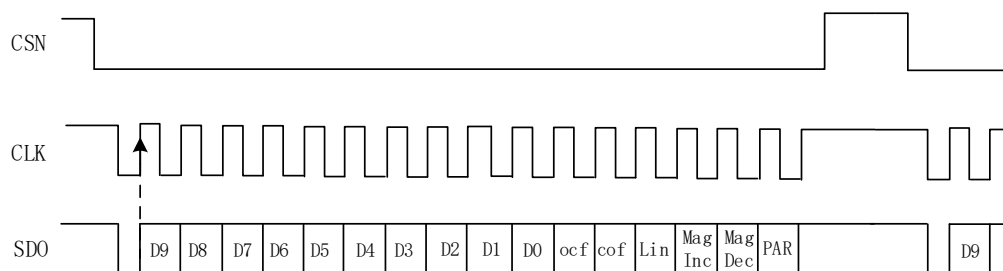 CSN
CLK
SDO D9 D8 D7 D6 D5 D4 D3 D2 D1 D0 ocf cof Lin Mag Inc Mag Dec PAR D9